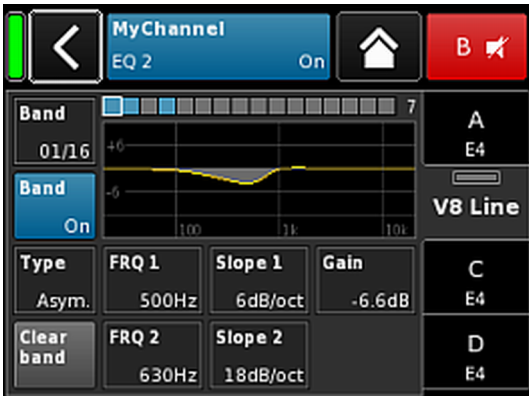 MyChannel
EQ 2 On
B
Band
01/16
7
+6
-6
100 1k 10k
Band
On
Type
Asym.
FRQ 1
500Hz
Slope 1
6dB/oct
Gain
-6.6dB
Clear
band
FRQ 2
630Hz
Slope 2
18dB/oct
A
E4
V8 Line
C
E4
D
E4